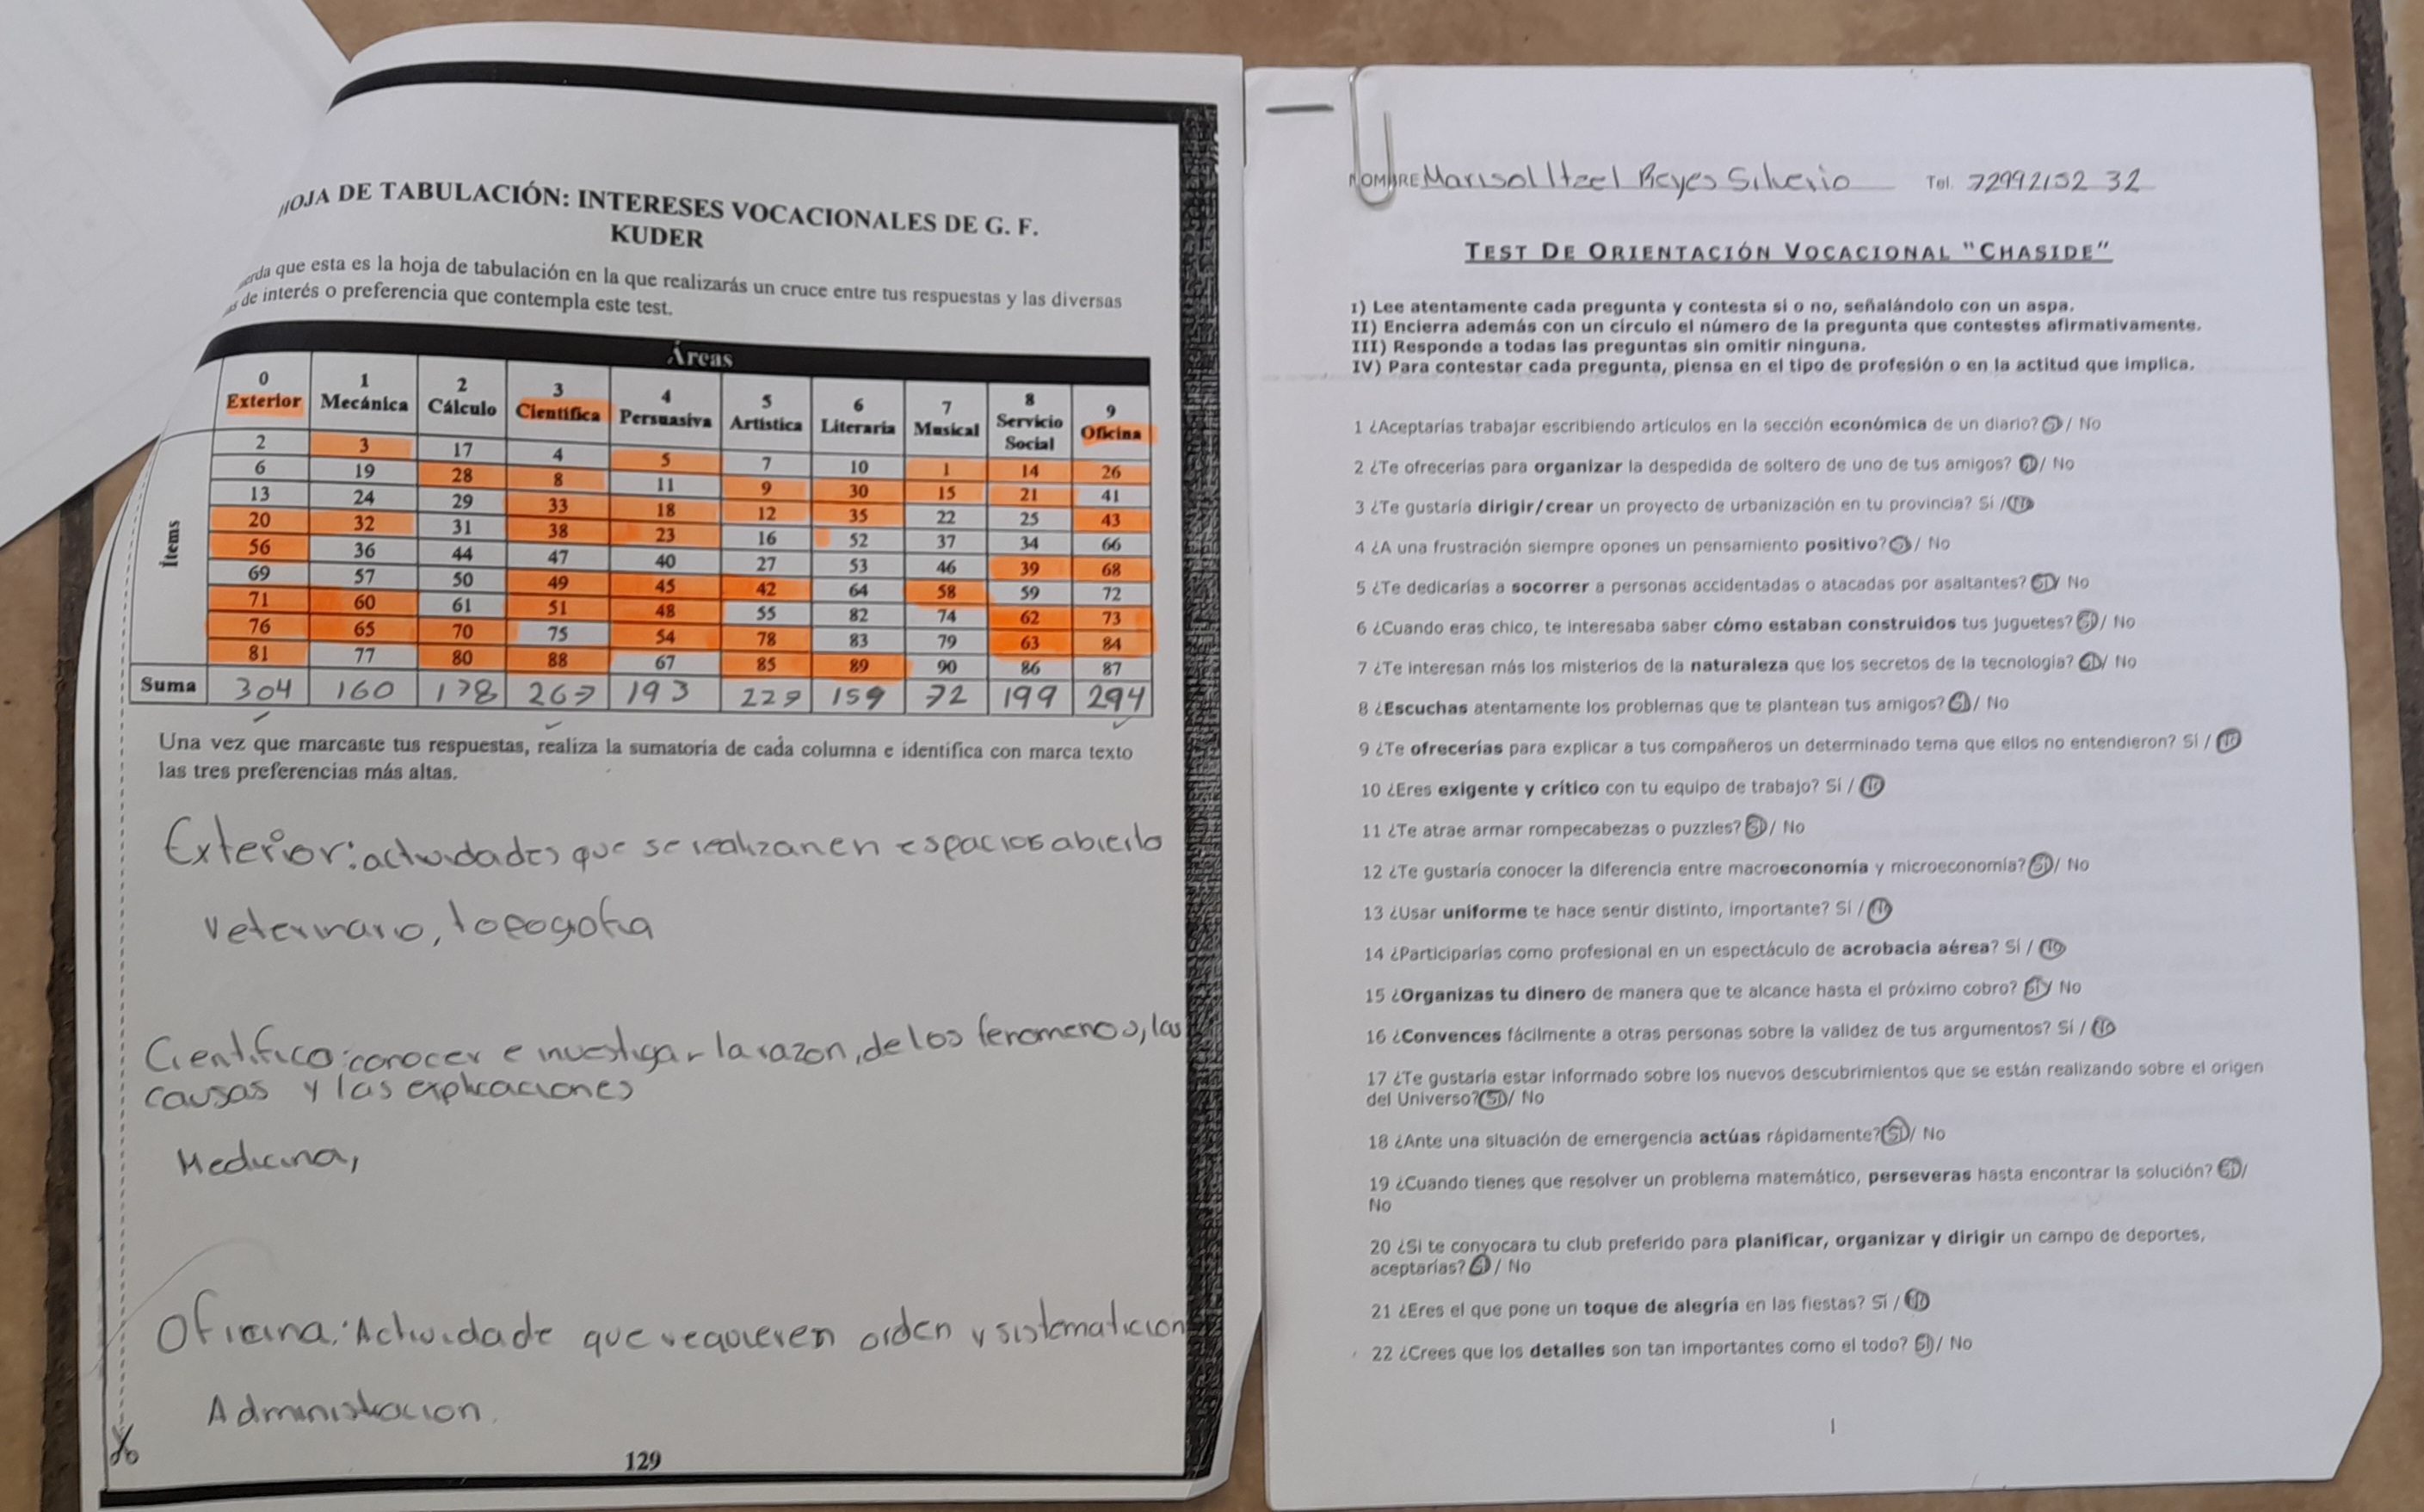 HOJA DE TABULACIÓN: INTERESES VOCACIONALES DE G. F.
KUDER
que esta es la hoja de tabulación en la que realizarás un cruce entre tus respuestas y las diversas
de interés o preferencia que contempla este test.
Áreas
0 1 2 3 4 5 6 7 8 9
Exterior Mecánica Cálculo Científica Persuasiva Artística Literaria Musical Servicio Social Oficina
Ítems
2 3 17 4 5 7 10 1 14 26
6 19 28 8 11 9 30 15 21 41
13 24 29 33 18 12 35 22 25 43
20 32 31 38 23 16 52 37 34 66
56 36 44 47 40 27 53 46 39 68
69 57 50 49 45 42 64 58 59 72
71 60 61 51 48 55 82 74 62 73
76 65 70 75 54 78 83 79 63 84
81 77 80 88 67 85 89 90 86 87
Suma 304 160 178 267 193 227 159 72 199 294
Una vez que marcaste tus respuestas, realiza la sumatoria de cada columna e identifica con marca texto
las tres preferencias más altas.
Exterior: actividades que se realizan en espacios abierto
Veterinario,
Cientifico: conocer e investigar la razon, de los fenomenos, las
causas y las explicaciones
Medicina,
Oficina: Actividade que requieren orden y
Administracion.
129
NOMBRE Marisol Itzel Reyes Silverio Tel. 72992152 32
TEST DE ORIENTACIÓN VOCACIONAL "CHASIDE"
I) Lee atentamente cada pregunta y contesta sí o no, señalándolo con un aspa.
II) Encierra además con un círculo el número de la pregunta que contestes afirmativamente.
III) Responde a todas las preguntas sin omitir ninguna.
IV) Para contestar cada pregunta, piensa en el tipo de profesión o en la actitud que implica.
1 ¿Aceptarías trabajar escribiendo artículos en la sección económica de un diario? Sí / No
2 ¿Te ofrecerías para organizar la despedida de soltero de uno de tus amigos? Sí / No
3 ¿Te gustaría dirigir/crear un proyecto de urbanización en tu provincia? Sí / No
4 ¿A una frustración siempre opones un pensamiento positivo? Sí / No
5 ¿Te dedicarías a socorrer a personas accidentadas o atacadas por asaltantes? Sí / No
6 ¿Cuando eras chico, te interesaba saber cómo estaban construidos tus juguetes? Sí / No
7 ¿Te interesan más los misterios de la naturaleza que los secretos de la tecnología? Sí / No
8 ¿Escuchas atentamente los problemas que te plantean tus amigos? Sí / No
9 ¿Te ofrecerías para explicar a tus compañeros un determinado tema que ellos no entendieron? Sí / No
10 ¿Eres exigente y crítico con tu equipo de trabajo? Sí / No
11 ¿Te atrae armar rompecabezas o puzzles? Sí / No
12 ¿Te gustaría conocer la diferencia entre macroeconomía y microeconomía? Sí / No
13 ¿Usar uniforme te hace sentir distinto, importante? Sí / No
14 ¿Participarías como profesional en un espectáculo de acrobacia aérea? Sí / No
15 ¿Organizas tu dinero de manera que te alcance hasta el próximo cobro? Sí / No
16 ¿Convences fácilmente a otras personas sobre la validez de tus argumentos? Sí / No
17 ¿Te gustaría estar informado sobre los nuevos descubrimientos que se están realizando sobre el origen
del Universo? Sí / No
18 ¿Ante una situación de emergencia actúas rápidamente? Sí / No
19 ¿Cuando tienes que resolver un problema matemático, perseveras hasta encontrar la solución? Sí /
No
20 ¿Si te convocara tu club preferido para planificar, organizar y dirigir un campo de deportes,
aceptarías? Sí / No
21 ¿Eres el que pone un toque de alegría en las fiestas? Sí / No
22 ¿Crees que los detalles son tan importantes como el todo? Sí / No
1